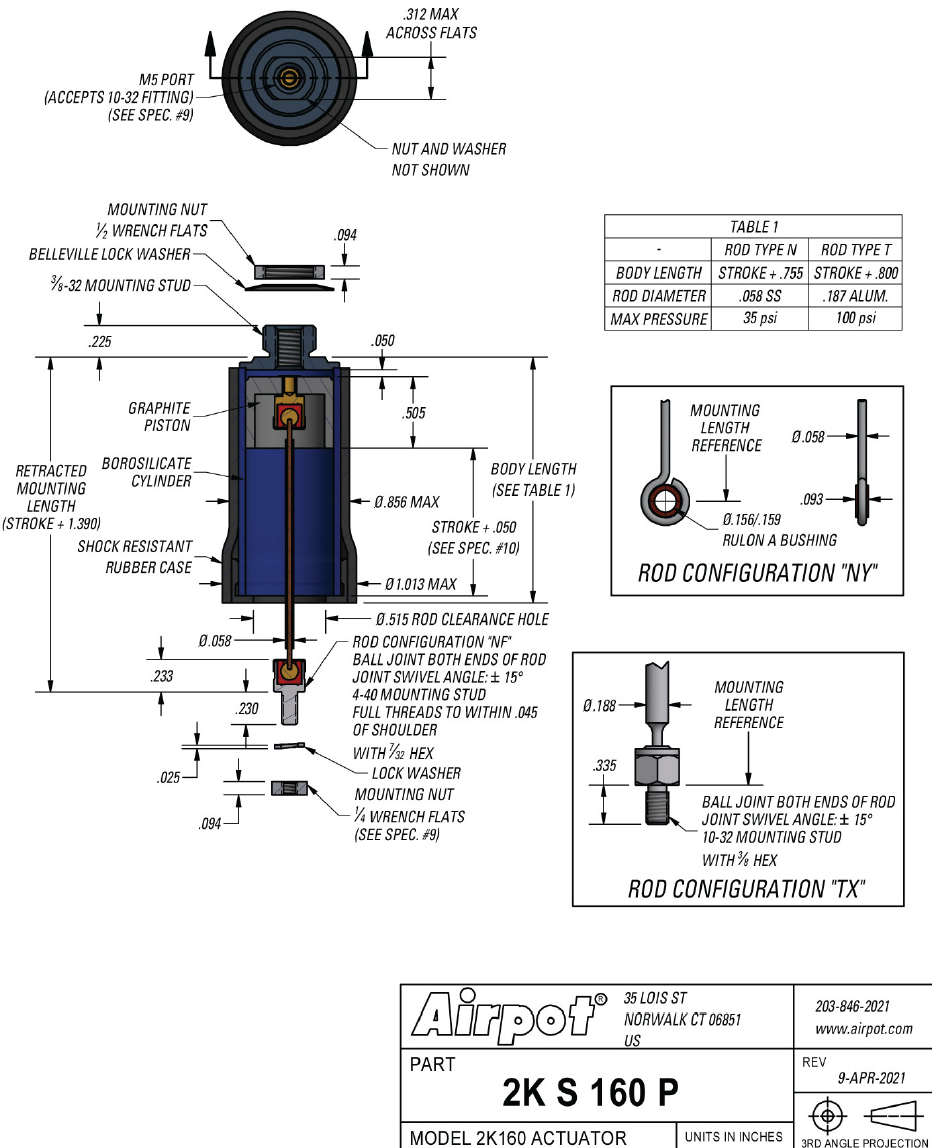 .312 MAX
ACROSS FLATS
M5 PORT
(ACCEPTS 10-32 FITTING)
(SEE SPEC. #9)
NUT AND WASHER
NOT SHOWN
MOUNTING NUT
½ WRENCH FLATS
BELLEVILLE LOCK WASHER
⅜-32 MOUNTING STUD
.094
.225
.050
.505
GRAPHITE
PISTON
BOROSILICATE
CYLINDER
RETRACTED
MOUNTING
LENGTH
(STROKE + 1.390)
Ø.856 MAX
BODY LENGTH
(SEE TABLE 1)
STROKE + .050
(SEE SPEC. #10)
SHOCK RESISTANT
RUBBER CASE
Ø1.013 MAX
Ø.515 ROD CLEARANCE HOLE
Ø.058
.233
.230
ROD CONFIGURATION "NF"
BALL JOINT BOTH ENDS OF ROD
JOINT SWIVEL ANGLE: ± 15°
4-40 MOUNTING STUD
FULL THREADS TO WITHIN .045
OF SHOULDER
WITH 7/32 HEX
LOCK WASHER
.025
MOUNTING NUT
¼ WRENCH FLATS
(SEE SPEC. #9)
.094
TABLE 1
- ROD TYPE N ROD TYPE T
BODY LENGTH STROKE + .755 STROKE + .800
ROD DIAMETER .058 SS .187 ALUM.
MAX PRESSURE 35 psi 100 psi
MOUNTING
LENGTH
REFERENCE
Ø.058
.093
Ø.156/.159
RULON A BUSHING
ROD CONFIGURATION "NY"
Ø.188
MOUNTING
LENGTH
REFERENCE
.335
BALL JOINT BOTH ENDS OF ROD
JOINT SWIVEL ANGLE: ± 15°
10-32 MOUNTING STUD
WITH ⅜ HEX
ROD CONFIGURATION "TX"
Airpot®
35 LOIS ST
NORWALK CT 06851
US
203-846-2021
www.airpot.com
PART
2K S 160 P
REV
9-APR-2021
MODEL 2K160 ACTUATOR
UNITS IN INCHES
3RD ANGLE PROJECTION